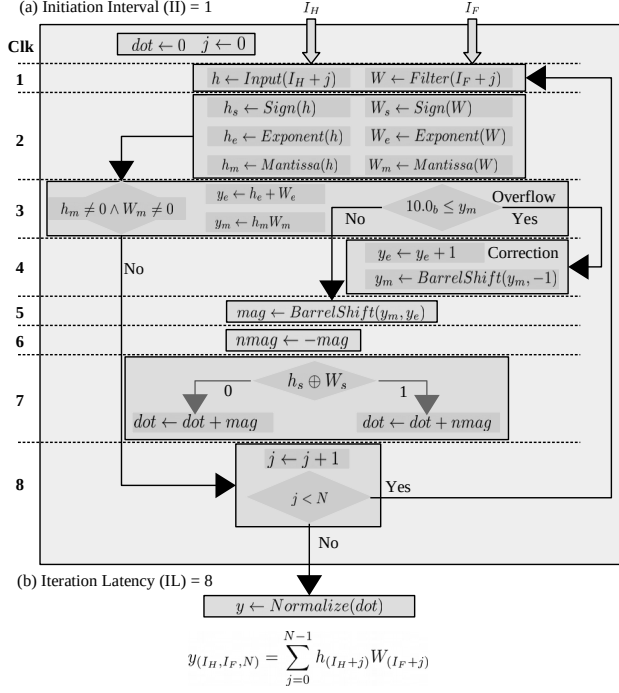 (a) Initiation Interval (II) = 1
I_H I_F
Clk
dot ← 0 j ← 0
1
h ← Input(I_H + j) W ← Filter(I_F + j)
2
h_s ← Sign(h) W_s ← Sign(W)
h_e ← Exponent(h) W_e ← Exponent(W)
h_m ← Mantissa(h) W_m ← Mantissa(W)
3
h_m ≠ 0 ∧ W_m ≠ 0
y_e ← h_e + W_e
y_m ← h_m W_m
10.0_b ≤ y_m
Overflow
No Yes
4
No
y_e ← y_e + 1 Correction
y_m ← BarrelShift(y_m, −1)
5
mag ← BarrelShift(y_m, y_e)
6
nmag ← −mag
7
h_s ⊕ W_s
0 1
dot ← dot + mag dot ← dot + nmag
8
j ← j + 1
j < N
Yes
No
(b) Iteration Latency (IL) = 8
y ← Normalize(dot)
y_(I_H,I_F,N) = ∑_{j=0}^{N−1} h_(I_H+j) W_(I_F+j)